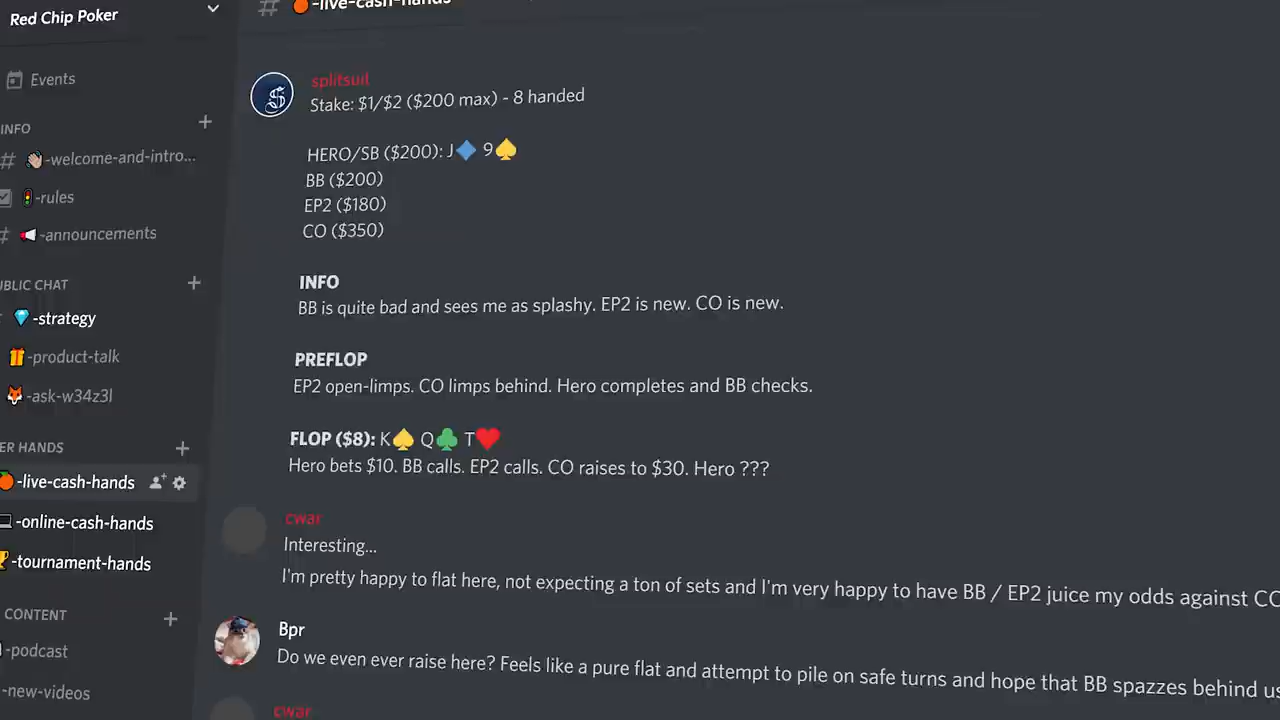 Red Chip Poker
-live-cash-hands
Events
INFO
-welcome-and-intro...
-rules
-announcements
UBLIC CHAT
-strategy
-product-talk
-ask-w34z3l
ER HANDS
-live-cash-hands
-online-cash-hands
-tournament-hands
CONTENT
-podcast
-new-videos
splitsuit
Stake: $1/$2 ($200 max) - 8 handed
HERO/SB ($200): J♦ 9♠
BB ($200)
EP2 ($180)
CO ($350)
INFO
BB is quite bad and sees me as splashy. EP2 is new. CO is new.
PREFLOP
EP2 open-limps. CO limps behind. Hero completes and BB checks.
FLOP ($8): K♠ Q♣ T♥
Hero bets $10. BB calls. EP2 calls. CO raises to $30. Hero ???
cwar
Interesting...
I'm pretty happy to flat here, not expecting a ton of sets and I'm very happy to have BB / EP2 juice my odds against CO
Bpr
Do we even ever raise here? Feels like a pure flat and attempt to pile on safe turns and hope that BB spazzes behind us
cwar